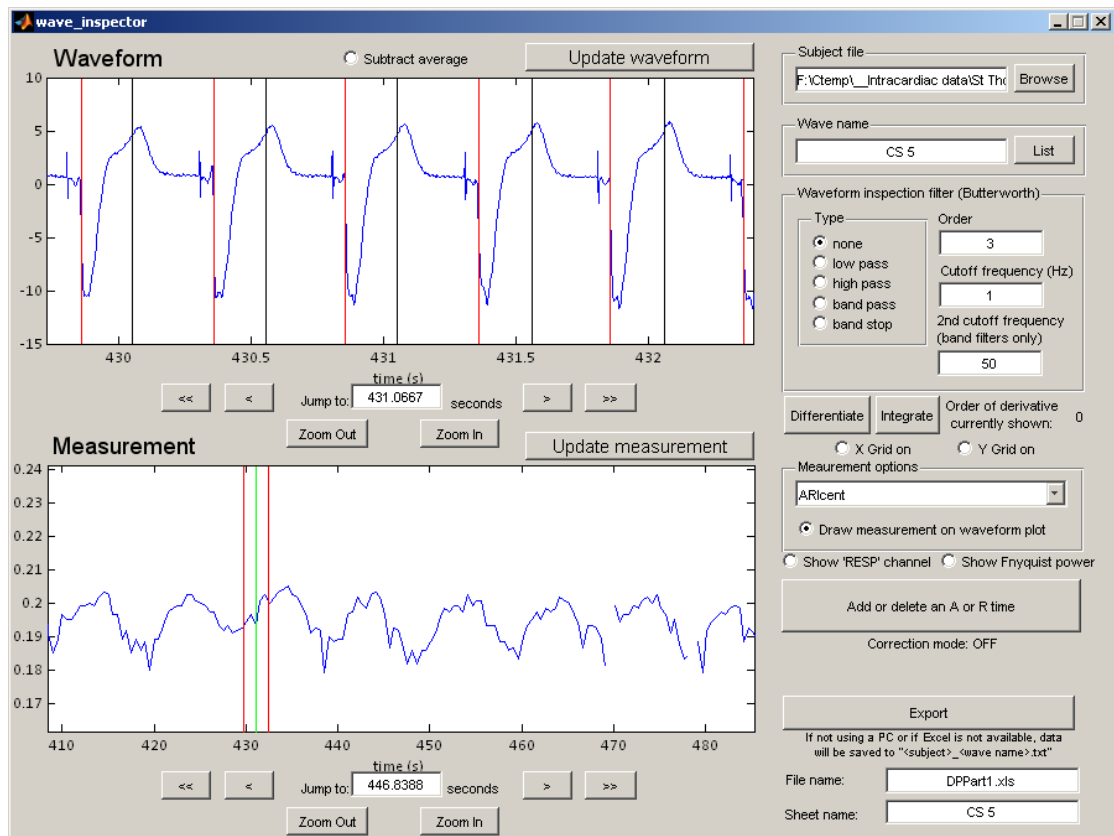 wave_inspector
Waveform
Subtract average
Update waveform
10
5
0
-5
-10
-15
430
430.5
431
431.5
432
time (s)
<<
<
Jump to:
431.0667
seconds
>
>>
Zoom Out
Zoom In
Measurement
Update measurement
0.24
0.23
0.22
0.21
0.2
0.19
0.18
0.17
410
420
430
440
450
460
470
480
time (s)
<<
<
Jump to:
446.8388
seconds
>
>>
Zoom Out
Zoom In
Subject file
F:\Ctemp\__Intracardiac data\St Tho
Browse
Wave name
CS 5
List
Waveform inspection filter (Butterworth)
Type
none
low pass
high pass
band pass
band stop
Order
3
Cutoff frequency (Hz)
1
2nd cutoff frequency
(band filters only)
50
Differentiate
Integrate
Order of derivative
currently shown:
0
X Grid on
Y Grid on
Meaurement options
ARIcent
Draw measurement on waveform plot
Show 'RESP' channel
Show Fnyquist power
Add or delete an A or R time
Correction mode: OFF
Export
If not using a PC or if Excel is not available, data
will be saved to "<subject>_<wave name>.txt"
File name:
DPPart1.xls
Sheet name:
CS 5